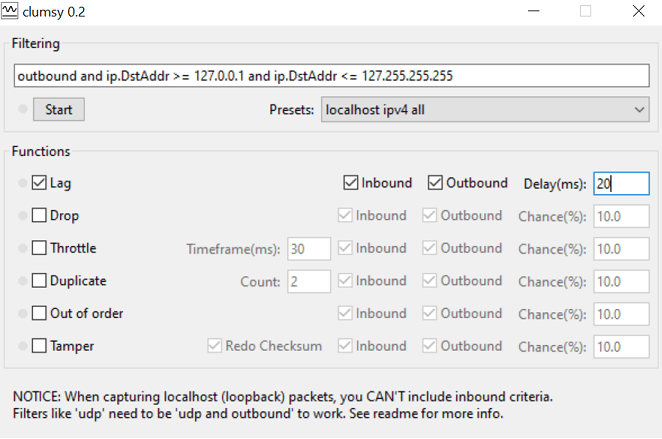 clumsy 0.2
Filtering
outbound and ip.DstAddr >= 127.0.0.1 and ip.DstAddr <= 127.255.255.255
Start Presets: localhost ipv4 all
Functions
Lag Inbound Outbound Delay(ms): 20
Drop Inbound Outbound Chance(%): 10.0
Throttle Timeframe(ms): 30 Inbound Outbound Chance(%): 10.0
Duplicate Count: 2 Inbound Outbound Chance(%): 10.0
Out of order Inbound Outbound Chance(%): 10.0
Tamper Redo Checksum Inbound Outbound Chance(%): 10.0
NOTICE: When capturing localhost (loopback) packets, you CAN'T include inbound criteria.
Filters like 'udp' need to be 'udp and outbound' to work. See readme for more info.